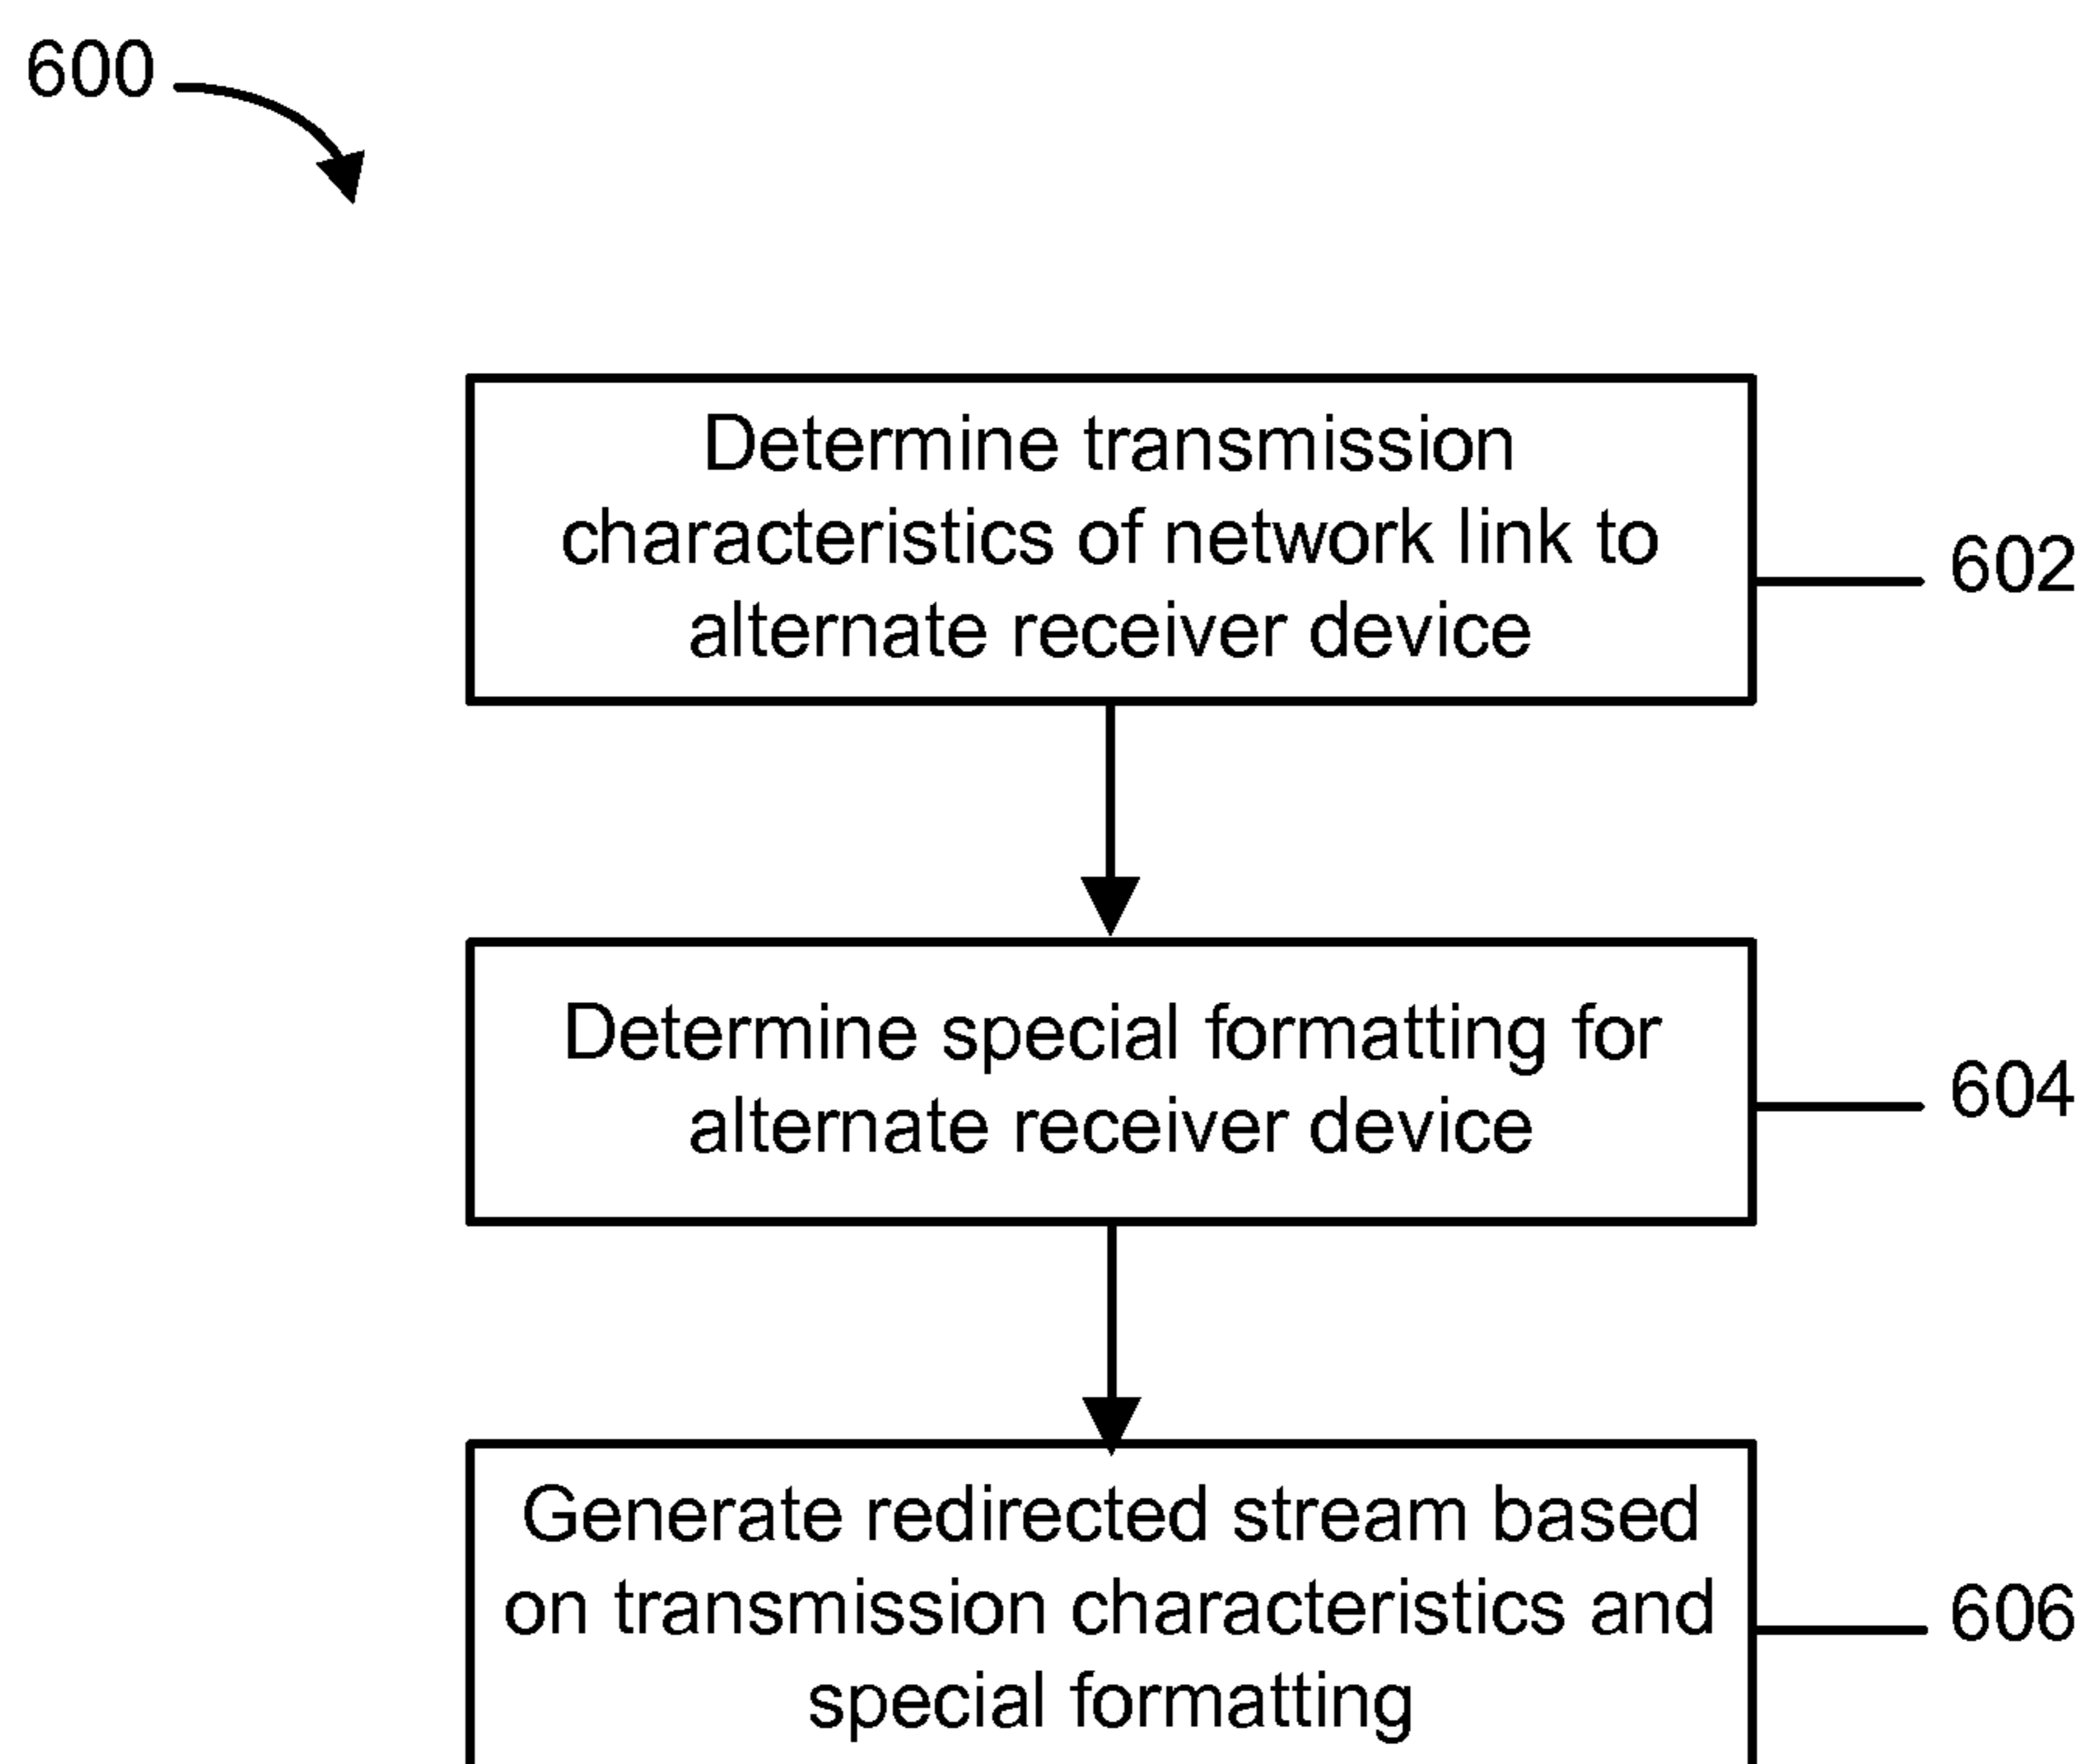 600
Determine transmission
characteristics of network link to
alternate receiver device
602
Determine special formatting for
alternate receiver device
604
Generate redirected stream based
on transmission characteristics and
special formatting
606